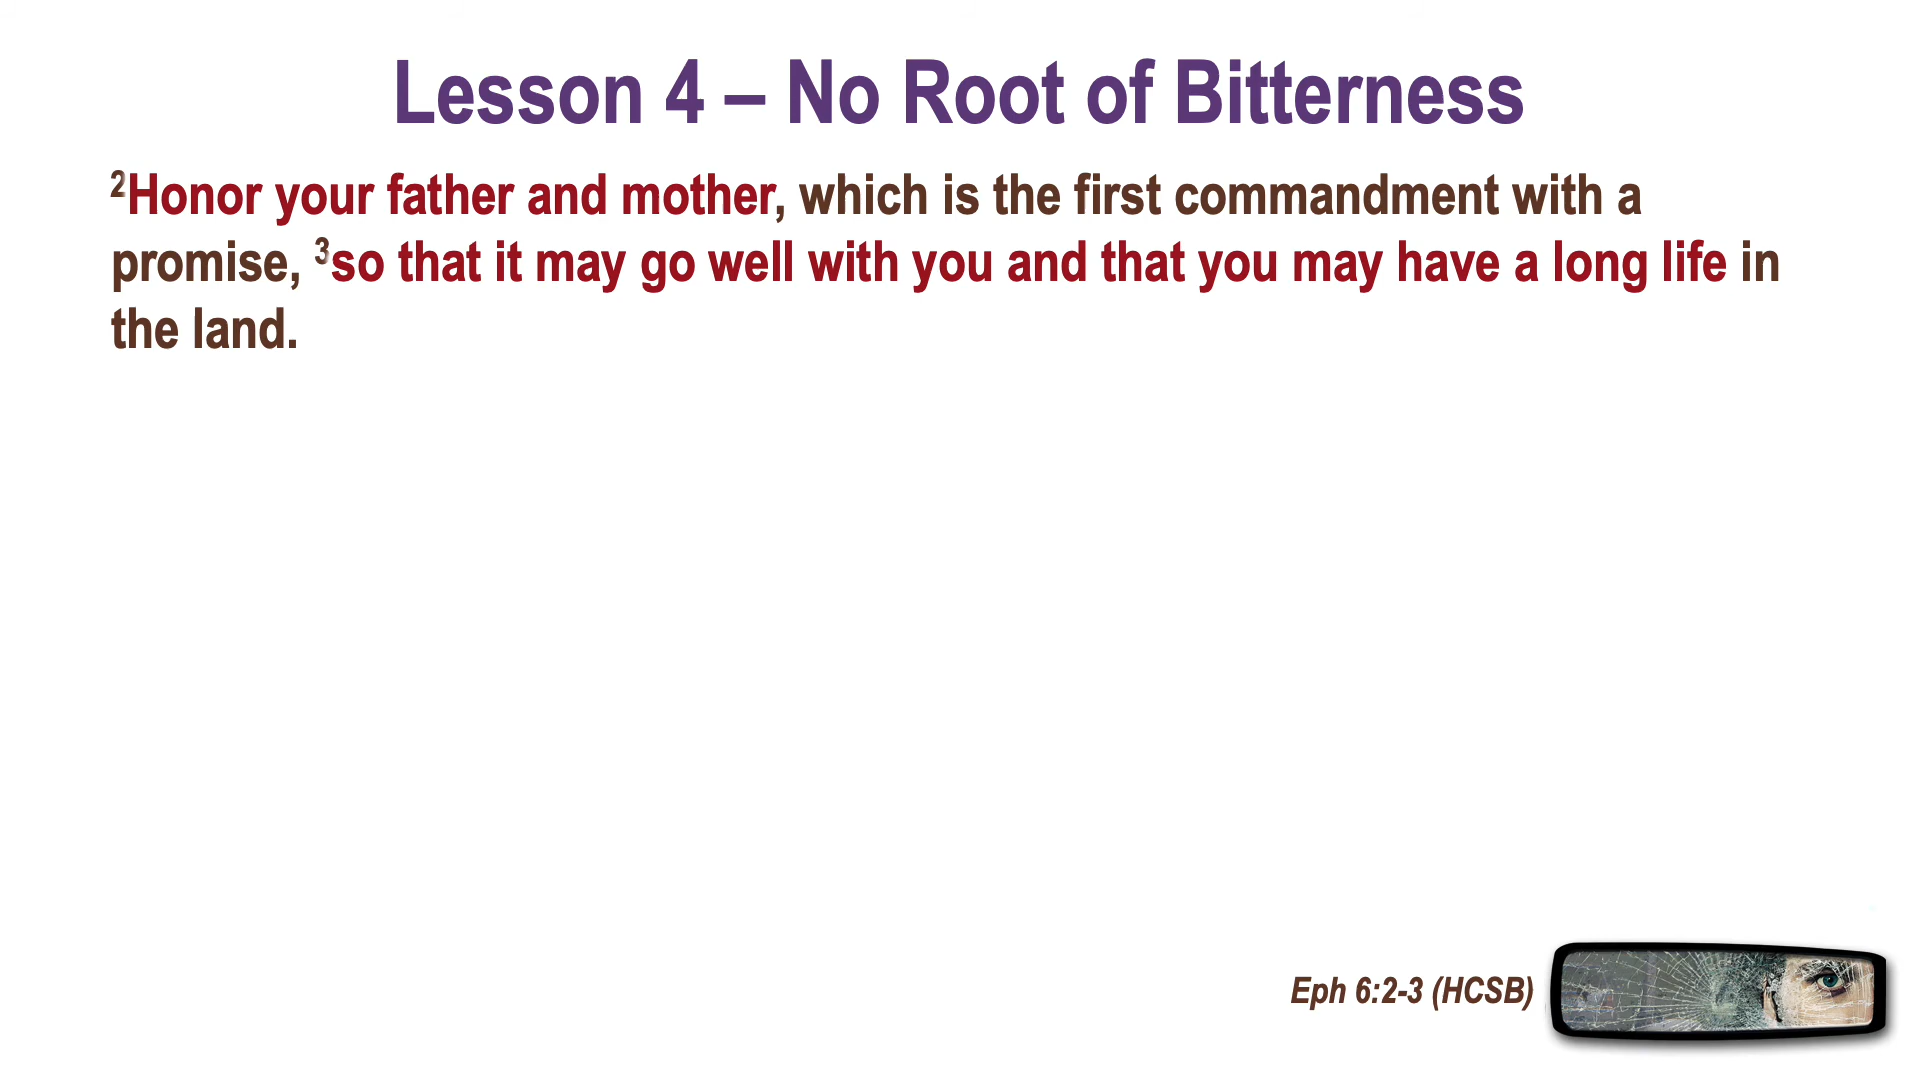 Lesson 4 – No Root of Bitterness
²Honor your father and mother, which is the first commandment with a
promise, ³so that it may go well with you and that you may have a long life in
the land.
Eph 6:2-3 (HCSB)